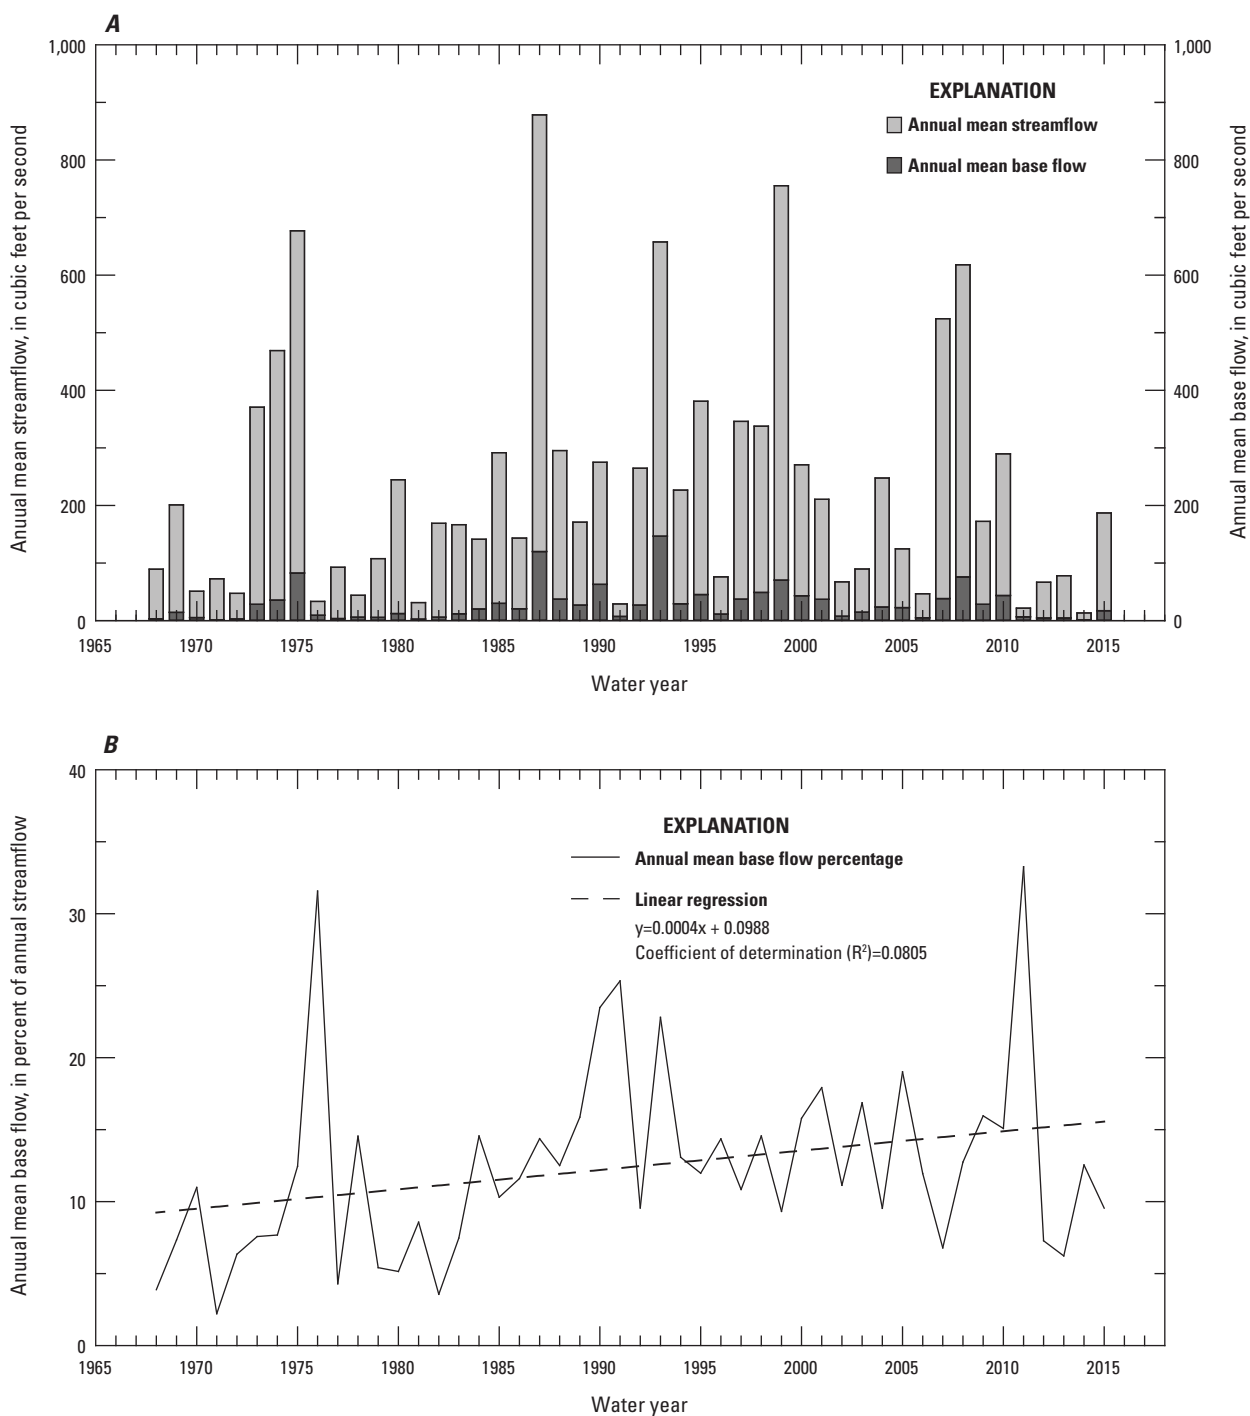 A
1,000
1,000
EXPLANATION
Annual mean streamflow
Annual mean base flow
800
800
600
600
400
400
200
200
0
0
Anuual mean streamflow, in cubic feet per second
Annual mean base flow, in cubic feet per second
1965 1970 1975 1980 1985 1990 1995 2000 2005 2010 2015
Water year
B
40
EXPLANATION
Annual mean base flow percentage
Linear regression
y=0.0004x + 0.0988
Coefficient of determination (R²)=0.0805
30
20
10
0
Anuual mean base flow, in percent of annual streamflow
1965 1970 1975 1980 1985 1990 1995 2000 2005 2010 2015
Water year